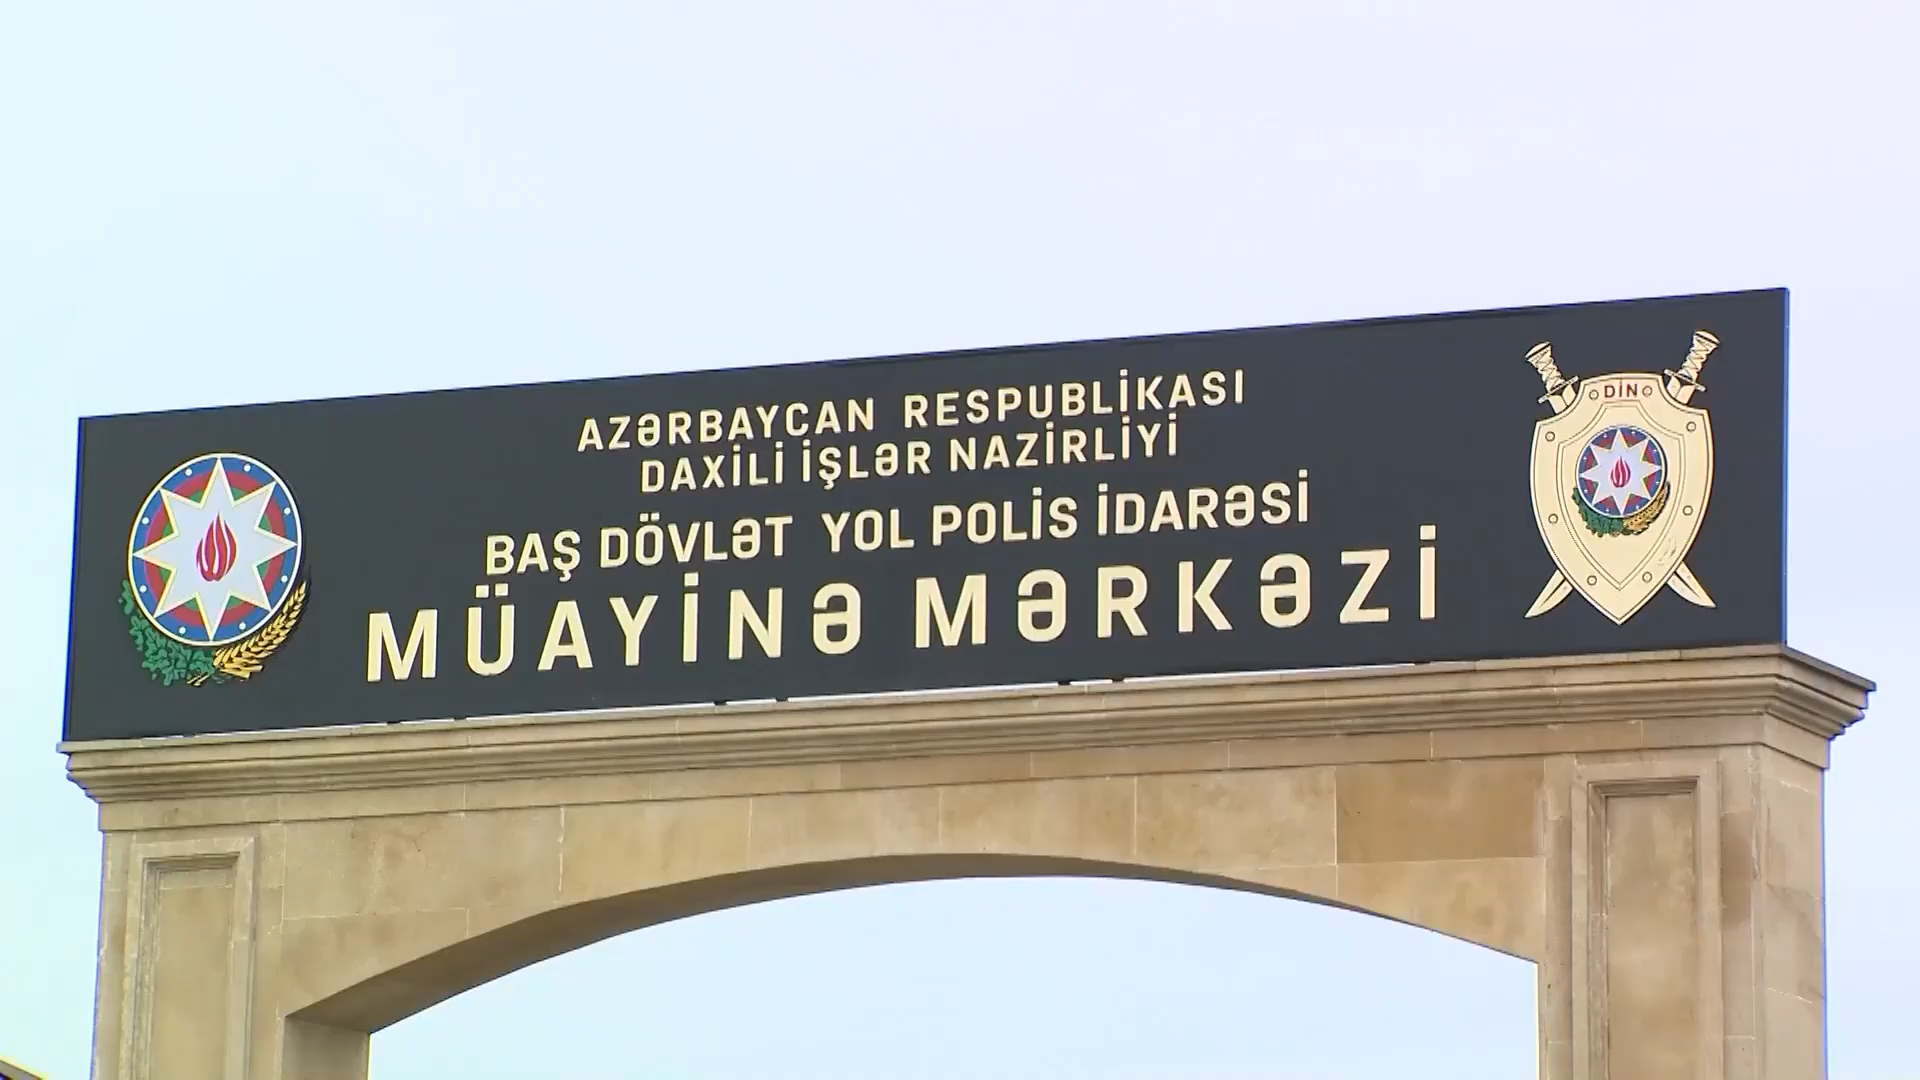 AZƏRBAYCAN RESPUBLİKASI
DAXİLİ İŞLƏR NAZİRLİYİ
BAŞ DÖVLƏT YOL POLİS İDARƏSİ
MÜAYİNƏ MƏRKƏZİ
DİN